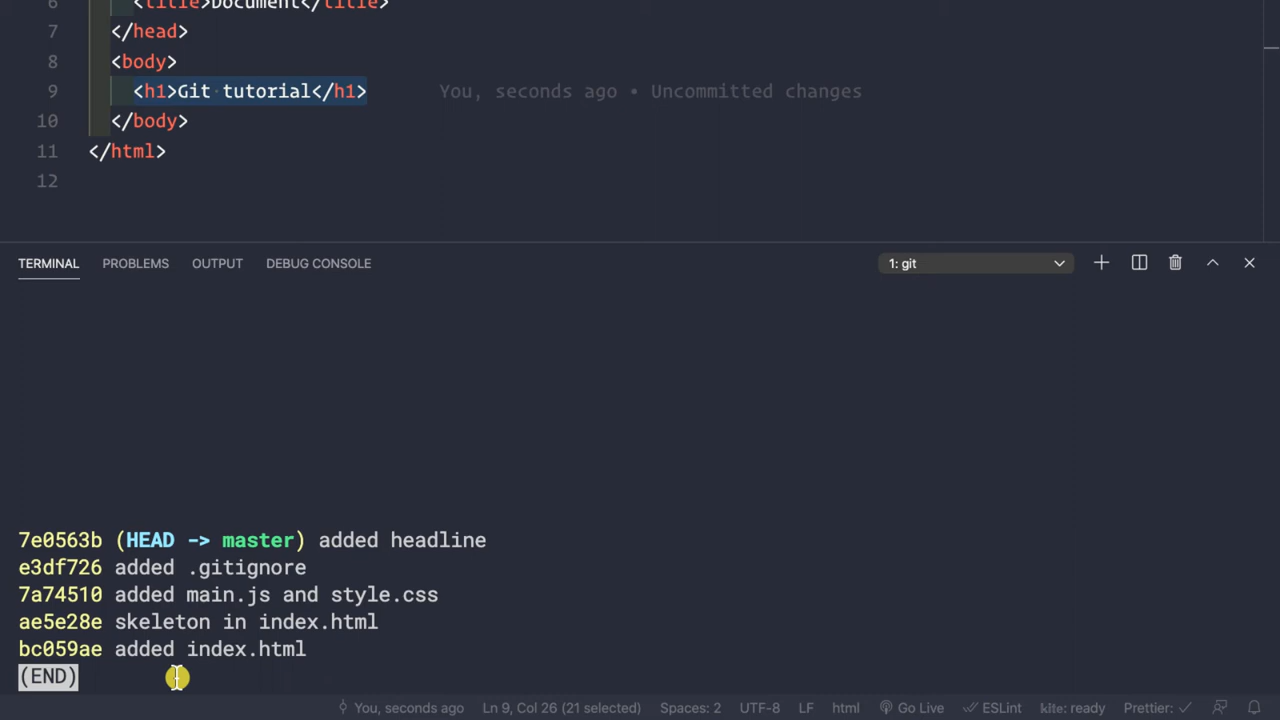 6 <title>Document</title>
7 </head>
8 <body>
9 <h1>Git tutorial</h1> You, seconds ago • Uncommitted changes
10 </body>
11 </html>
12
TERMINAL PROBLEMS OUTPUT DEBUG CONSOLE 1: git
7e0563b (HEAD -> master) added headline
e3df726 added .gitignore
7a74510 added main.js and style.css
ae5e28e skeleton in index.html
bc059ae added index.html
(END)
You, seconds ago Ln 9, Col 26 (21 selected) Spaces: 2 UTF-8 LF html Go Live ESLint kite: ready Prettier: ✓